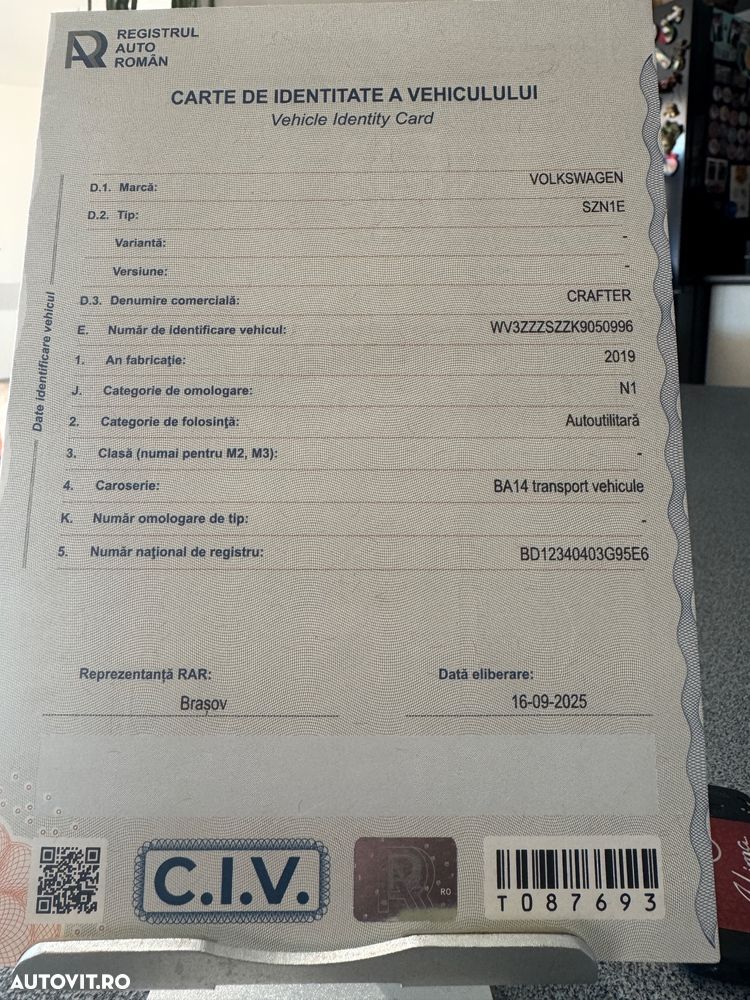 REGISTRUL
AUTO
ROMÂN
CARTE DE IDENTITATE A VEHICULULUI
Vehicle Identity Card
Date identificare vehicul
D.1. Marcă: VOLKSWAGEN
D.2. Tip: SZN1E
Variantă: -
Versiune: -
D.3. Denumire comercială: CRAFTER
E. Număr de identificare vehicul: WV3ZZZSZZK9050996
1. An fabricație: 2019
J. Categorie de omologare: N1
2. Categorie de folosință: Autoutilitară
3. Clasă (numai pentru M2, M3): -
4. Caroserie: BA14 transport vehicule
K. Număr omologare de tip: -
5. Număr național de registru: BD12340403G95E6
Reprezentanță RAR: Dată eliberare:
Brașov 16-09-2025
C.I.V.
RO
T087693
AUTOVIT.RO